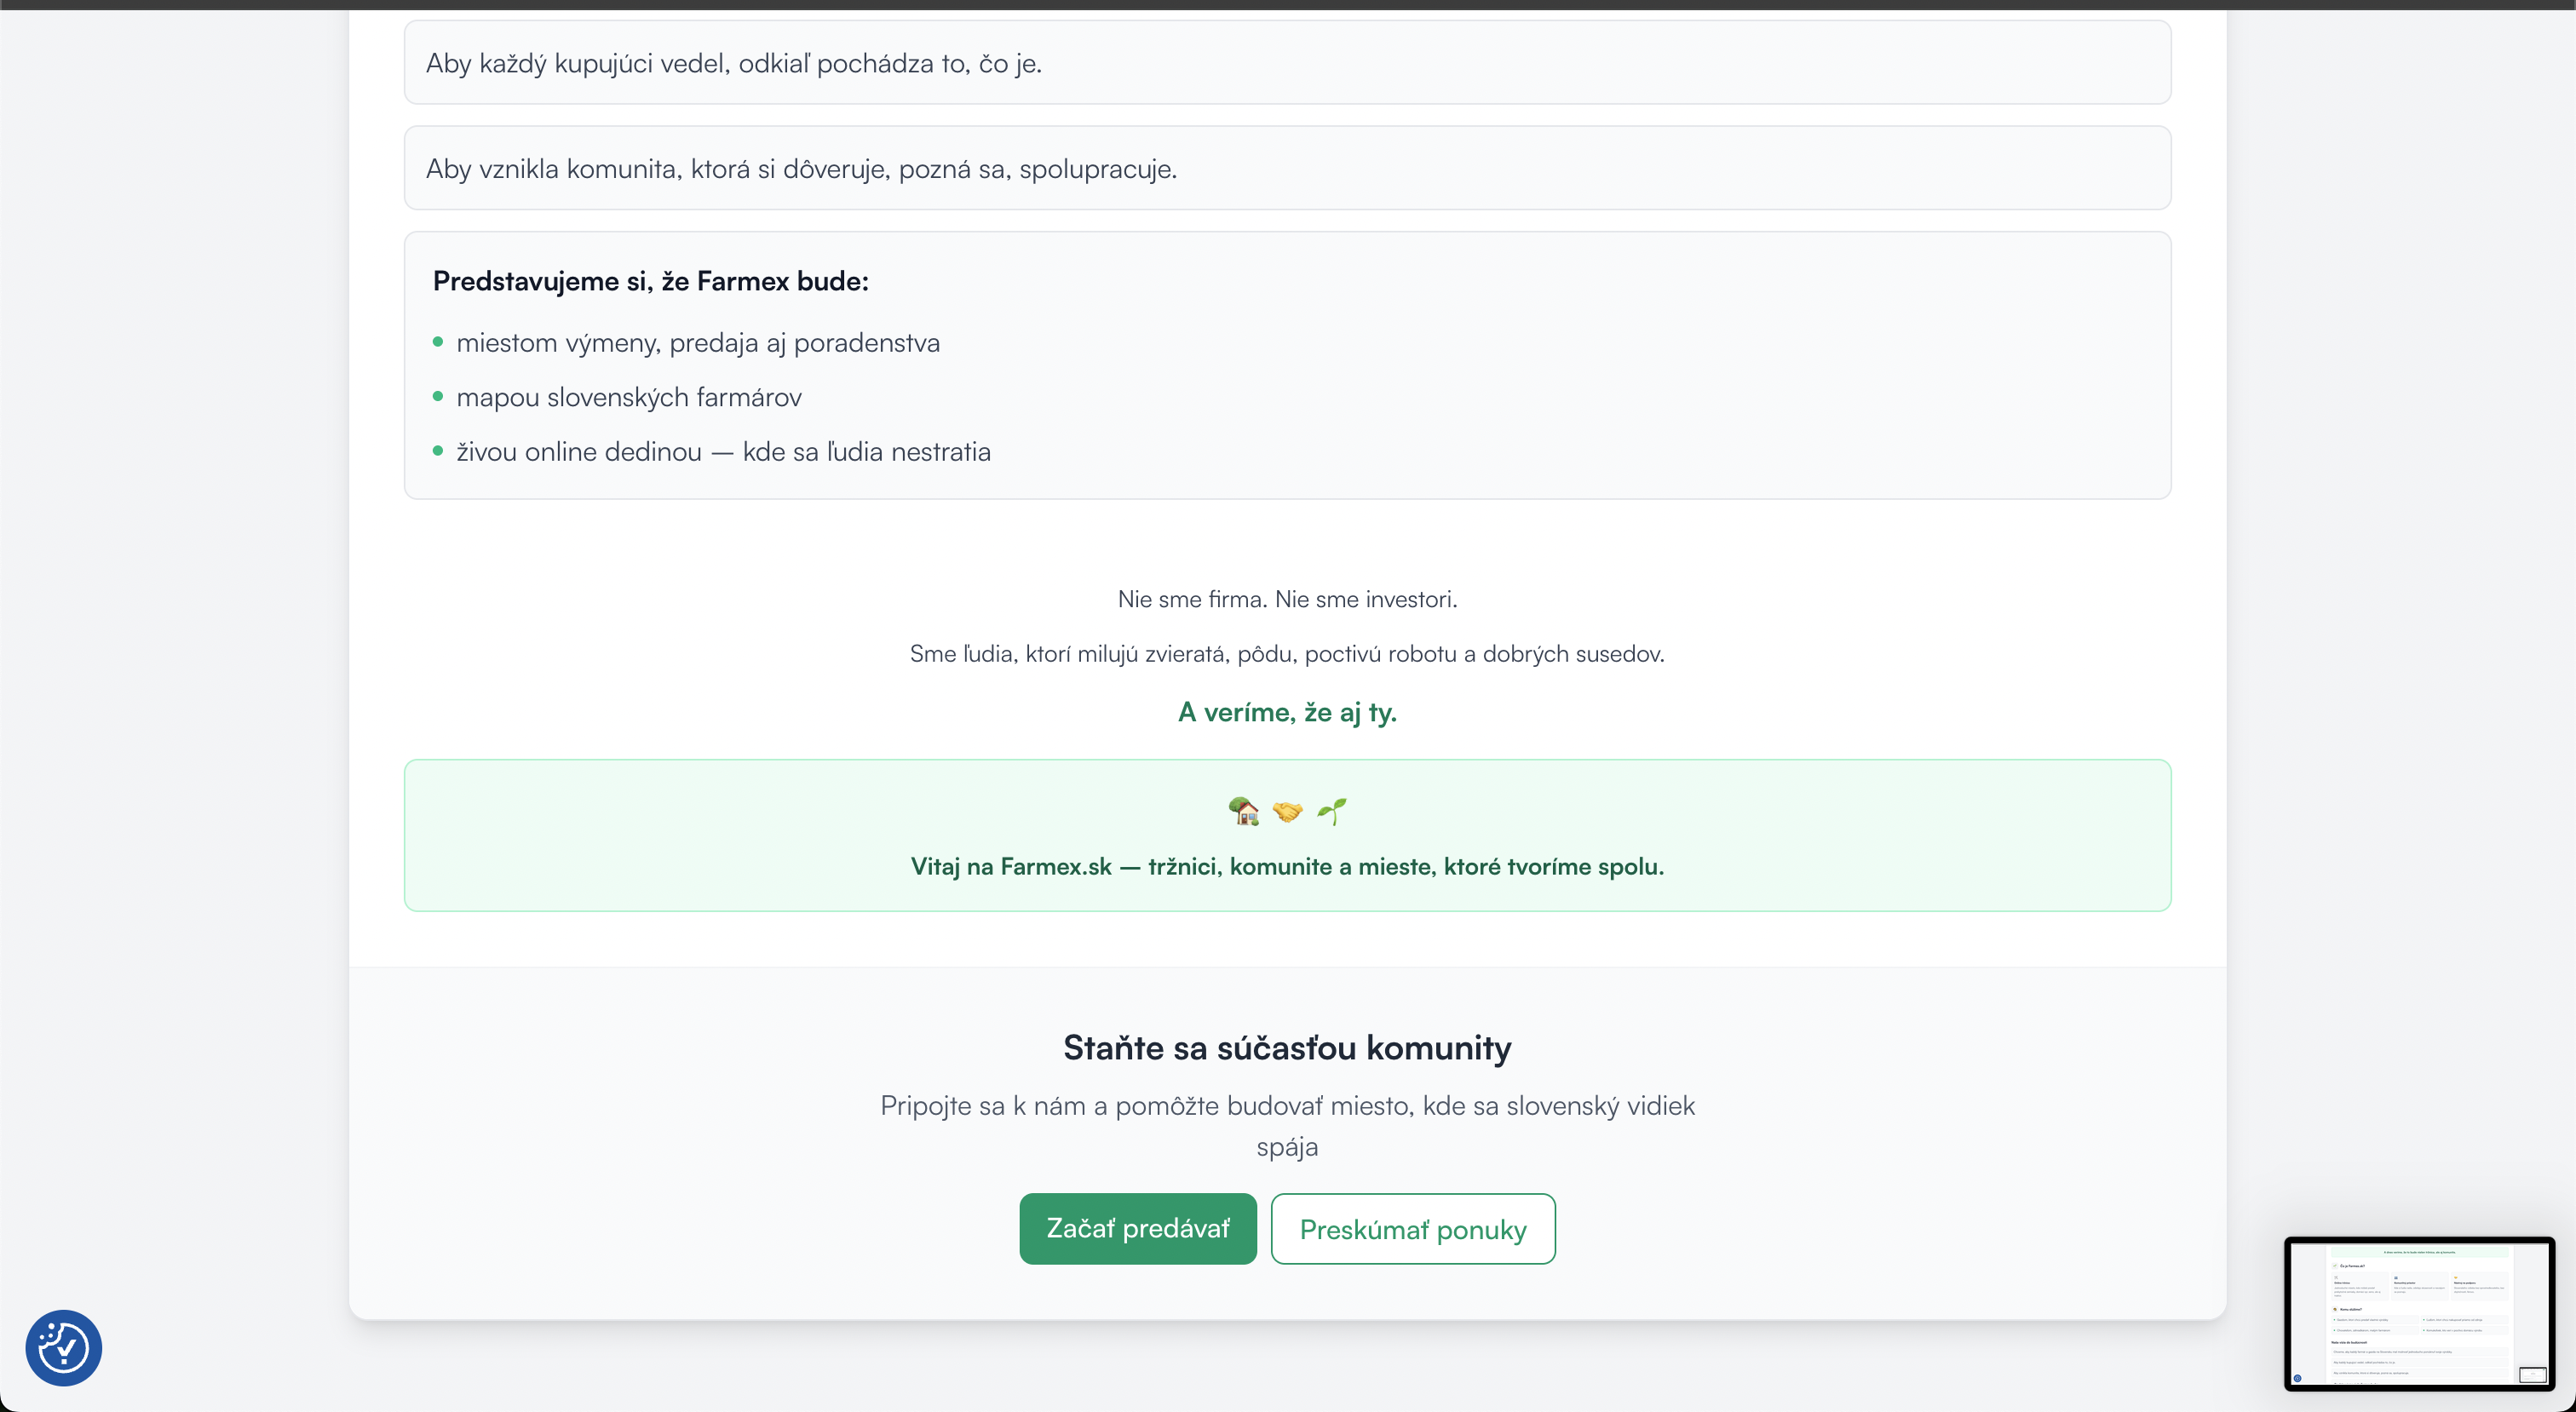 Aby každý kupujúci vedel, odkiaľ pochádza to, čo je.
Aby vznikla komunita, ktorá si dôveruje, pozná sa, spolupracuje.
Predstavujeme si, že Farmex bude:
miestom výmeny, predaja aj poradenstva
mapou slovenských farmárov
živou online dedinou — kde sa ľudia nestratia
Nie sme firma. Nie sme investori.
Sme ľudia, ktorí milujú zvieratá, pôdu, poctivú robotu a dobrých susedov.
A veríme, že aj ty.
Vitaj na Farmex.sk — tržnici, komunite a mieste, ktoré tvoríme spolu.
Staňte sa súčasťou komunity
Pripojte sa k nám a pomôžte budovať miesto, kde sa slovenský vidiek
spája
Začať predávať
Preskúmať ponuky